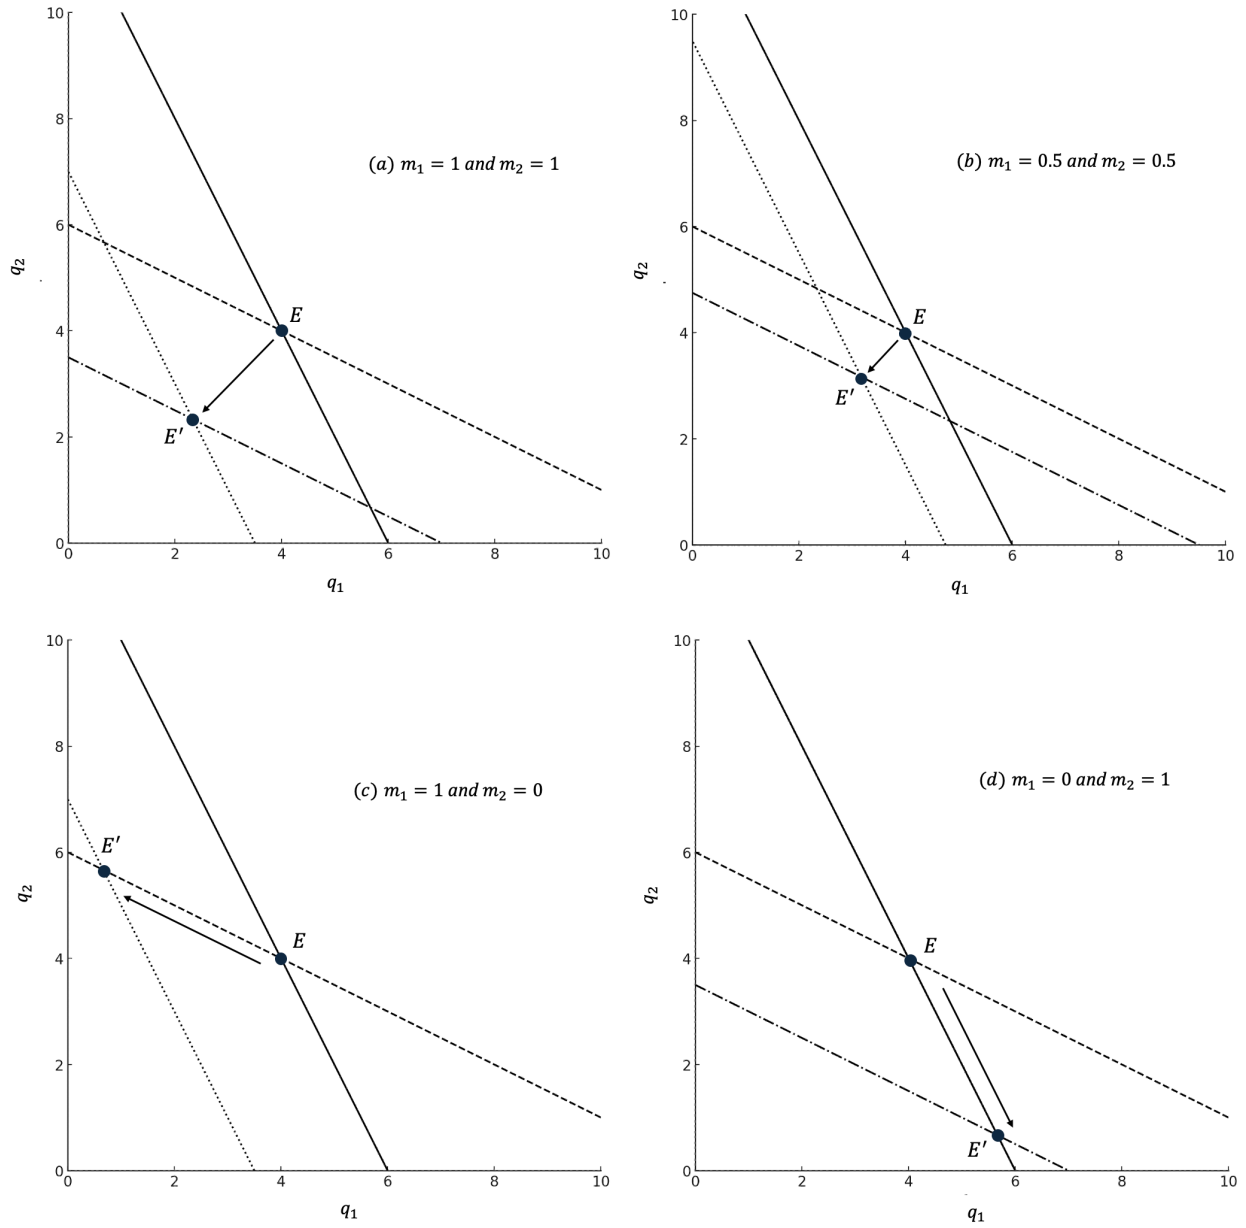 10
8
6
4
2
0
0 2 4 6 8 10
q₂
q₁
(a) m₁ = 1 and m₂ = 1
E
E′
10
8
6
4
2
0
0 2 4 6 8 10
q₂
q₁
(b) m₁ = 0.5 and m₂ = 0.5
E
E′
10
8
6
4
2
0
0 2 4 6 8 10
q₂
q₁
(c) m₁ = 1 and m₂ = 0
E′
E
10
8
6
4
2
0
0 2 4 6 8 10
q₂
q₁
(d) m₁ = 0 and m₂ = 1
E
E′